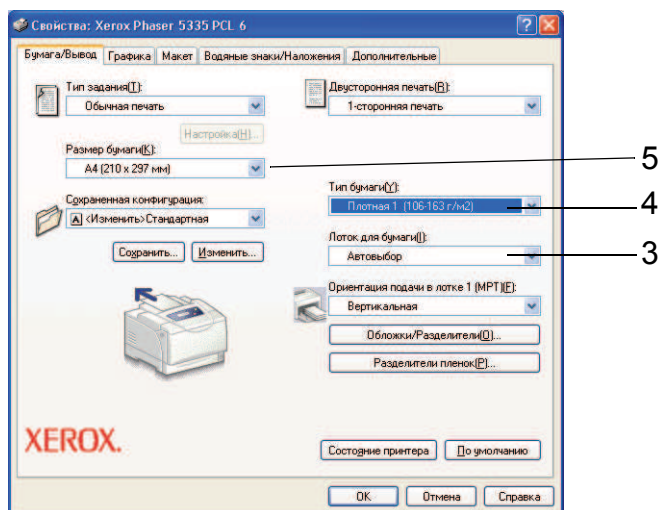 Свойства: Xerox Phaser 5335 PCL 6
Бумага/Вывод Графика Макет Водяные знаки/Наложения Дополнительные
Тип задания(T):
Обычная печать
Настройка(H)...
Размер бумаги(K):
A4 (210 x 297 мм)
Сохраненная конфигурация:
A <Изменить>Стандартная
Сохранить... Изменить...
Двусторонняя печать(R):
1-сторонняя печать
Тип бумаги(Y):
Плотная 1 (106-163 г/м2)
Лоток для бумаги(I):
Автовыбор
Ориентация подачи в лотке 1 (MPT)(F):
Вертикальная
Обложки/Разделители(O)...
Разделители пленок(P)...
5
4
3
XEROX.
Состояние принтера По умолчанию
OK Отмена Справка